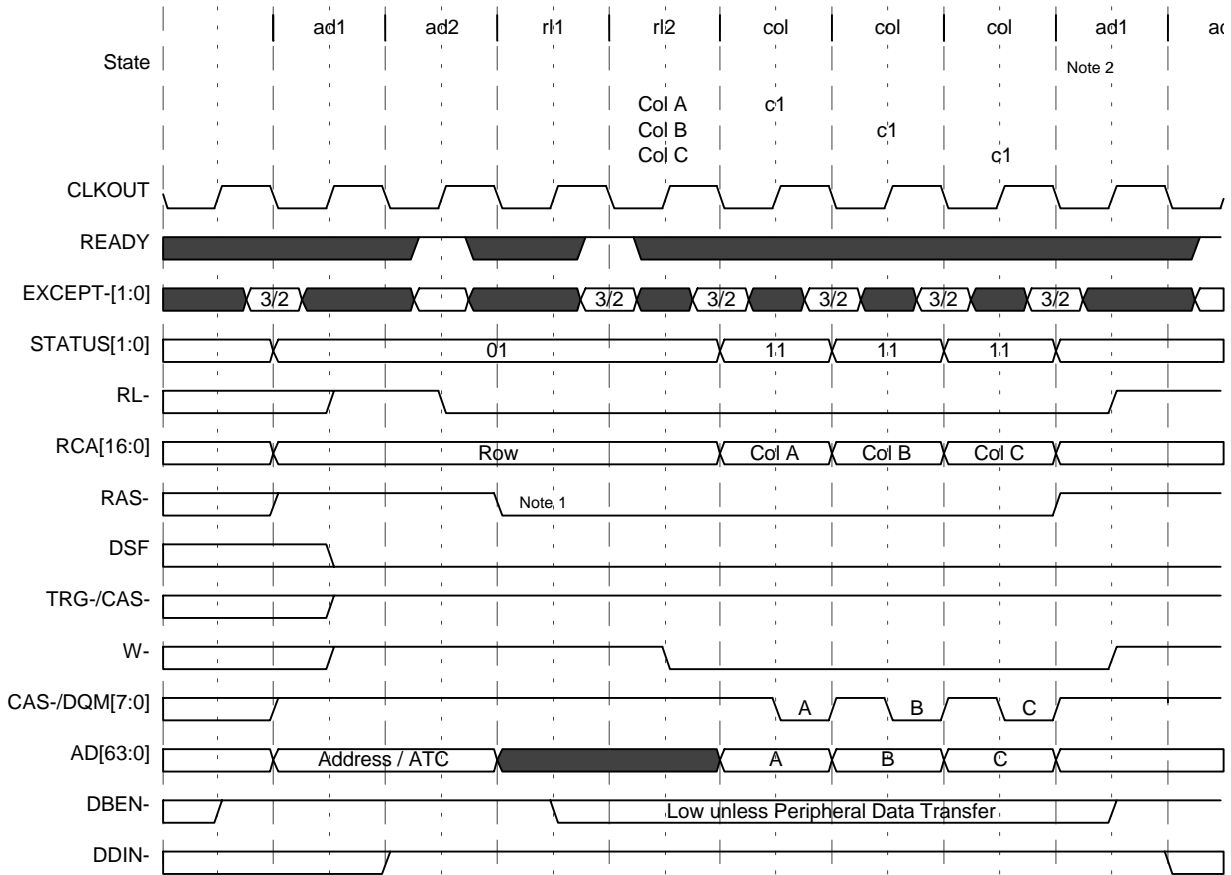 ad1 ad2 rl1 rl2 col col col ad1
State
Note 2
Col A c1
Col B c1
Col C c1
CLKOUT
READY
EXCEPT-[1:0] 3/2 3/2 3/2 3/2 3/2 3/2
STATUS[1:0] 01 11 11 11
RL-
RCA[16:0] Row Col A Col B Col C
RAS- Note 1
DSF
TRG-/CAS-
W-
CAS-/DQM[7:0] A B C
AD[63:0] Address / ATC A B C
DBEN- Low unless Peripheral Data Transfer
DDIN-